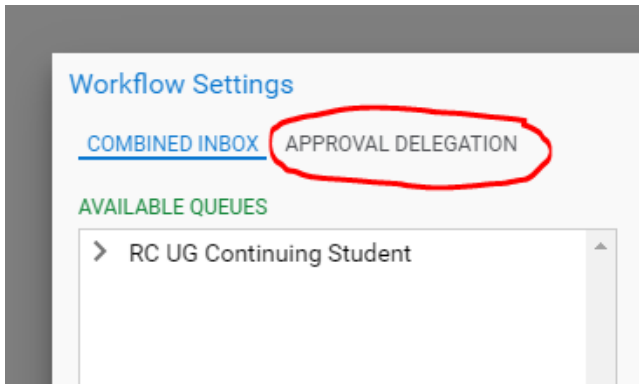 Workflow Settings
COMBINED INBOX APPROVAL DELEGATION
AVAILABLE QUEUES
RC UG Continuing Student